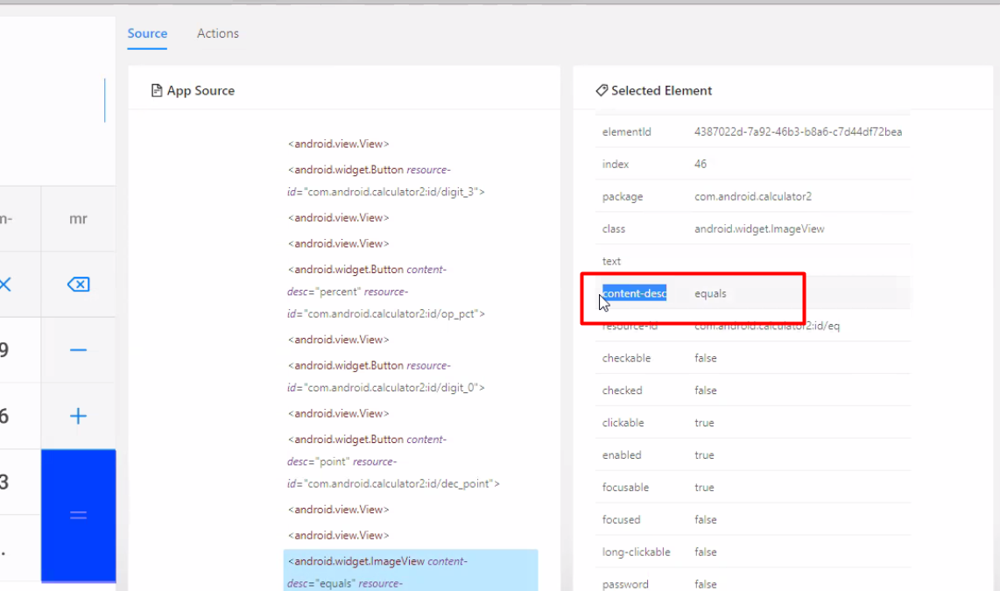 Source
Actions
App Source
<android.view.View>
<android.widget.Button resource-
id="com.android.calculator2:id/digit_3">
<android.view.View>
<android.view.View>
<android.widget.Button content-
desc="percent" resource-
id="com.android.calculator2:id/op_pct">
<android.view.View>
<android.widget.Button resource-
id="com.android.calculator2:id/digit_0">
<android.view.View>
<android.widget.Button content-
desc="point" resource-
id="com.android.calculator2:id/dec_point">
<android.view.View>
<android.view.View>
<android.widget.ImageView content-
desc="equals" resource-
Selected Element
elementId 4387022d-7a92-46b3-b8a6-c7d44df72bea
index 46
package com.android.calculator2
class android.widget.ImageView
text
content-desc equals
resource-id com.android.calculator2:id/eq
checkable false
checked false
clickable true
enabled true
focusable true
focused false
long-clickable false
password false
m- mr
×
9 −
6 +
3 =
.